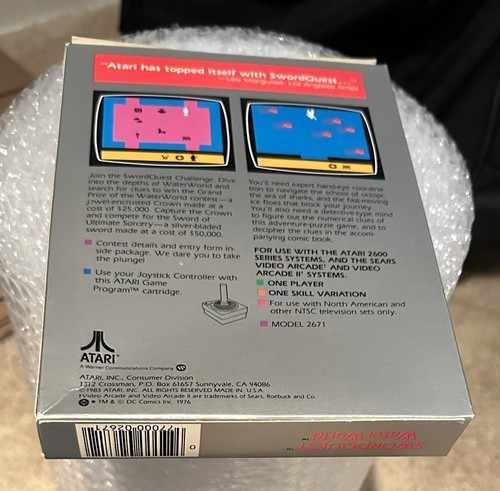 "Atari has topped itself with SwordQuest..."
—Lee Margulies, Los Angeles Times
Join the SwordQuest Challenge. Dive
into the depths of WaterWorld and
search for clues to win the Grand
Prize of the WaterWorld contest—a
jewel-encrusted Crown made at a
cost of $25,000. Capture the Crown
and compete for the Sword of
Ultimate Sorcery—a silver-bladed
sword made at a cost of $50,000.
Contest details and entry form in-
side package. We dare you to take
the plunge!
Use your Joystick Controller with
this ATARI Game
Program™ cartridge.
You'll need expert hand-eye coordina-
tion to navigate the school of octopi,
the sea of sharks, and the fast-moving
ice floes that block your journey.
You'll also need a detective-type mind
to figure out the numerical clues of
this adventure-puzzle game, and to
decipher the clues in the accom-
panying comic book.
FOR USE WITH THE ATARI 2600
SERIES SYSTEMS, AND THE SEARS
VIDEO ARCADE† AND VIDEO
ARCADE II† SYSTEMS.
ONE PLAYER
ONE SKILL VARIATION
For use with North American and
other NTSC television sets only.
MODEL 2671
ATARI®
A Warner Communications Company
ATARI, INC., Consumer Division
1312 Crossman, P.O. Box 61657 Sunnyvale, CA 94086
© 1983 ATARI, INC. ALL RIGHTS RESERVED MADE IN U.S.A.
†Video Arcade and Video Arcade II are trademarks of Sears, Roebuck and Co.
TM & © DC Comics Inc. 1976
0 77000 02671
SWORDQUEST™
WaterWorld™